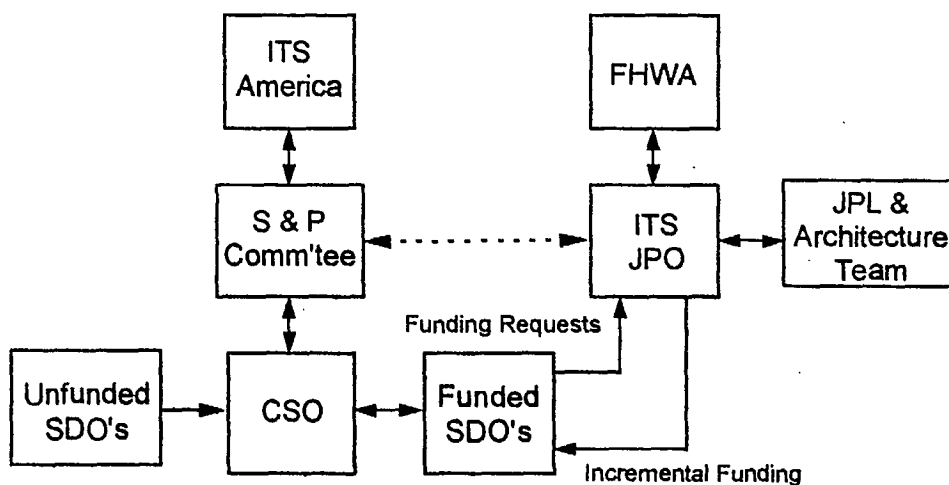 ITS
America
FHWA
S & P
Comm'tee
ITS
JPO
JPL &
Architecture
Team
Funding Requests
Unfunded
SDO's
CSO
Funded
SDO's
Incremental Funding